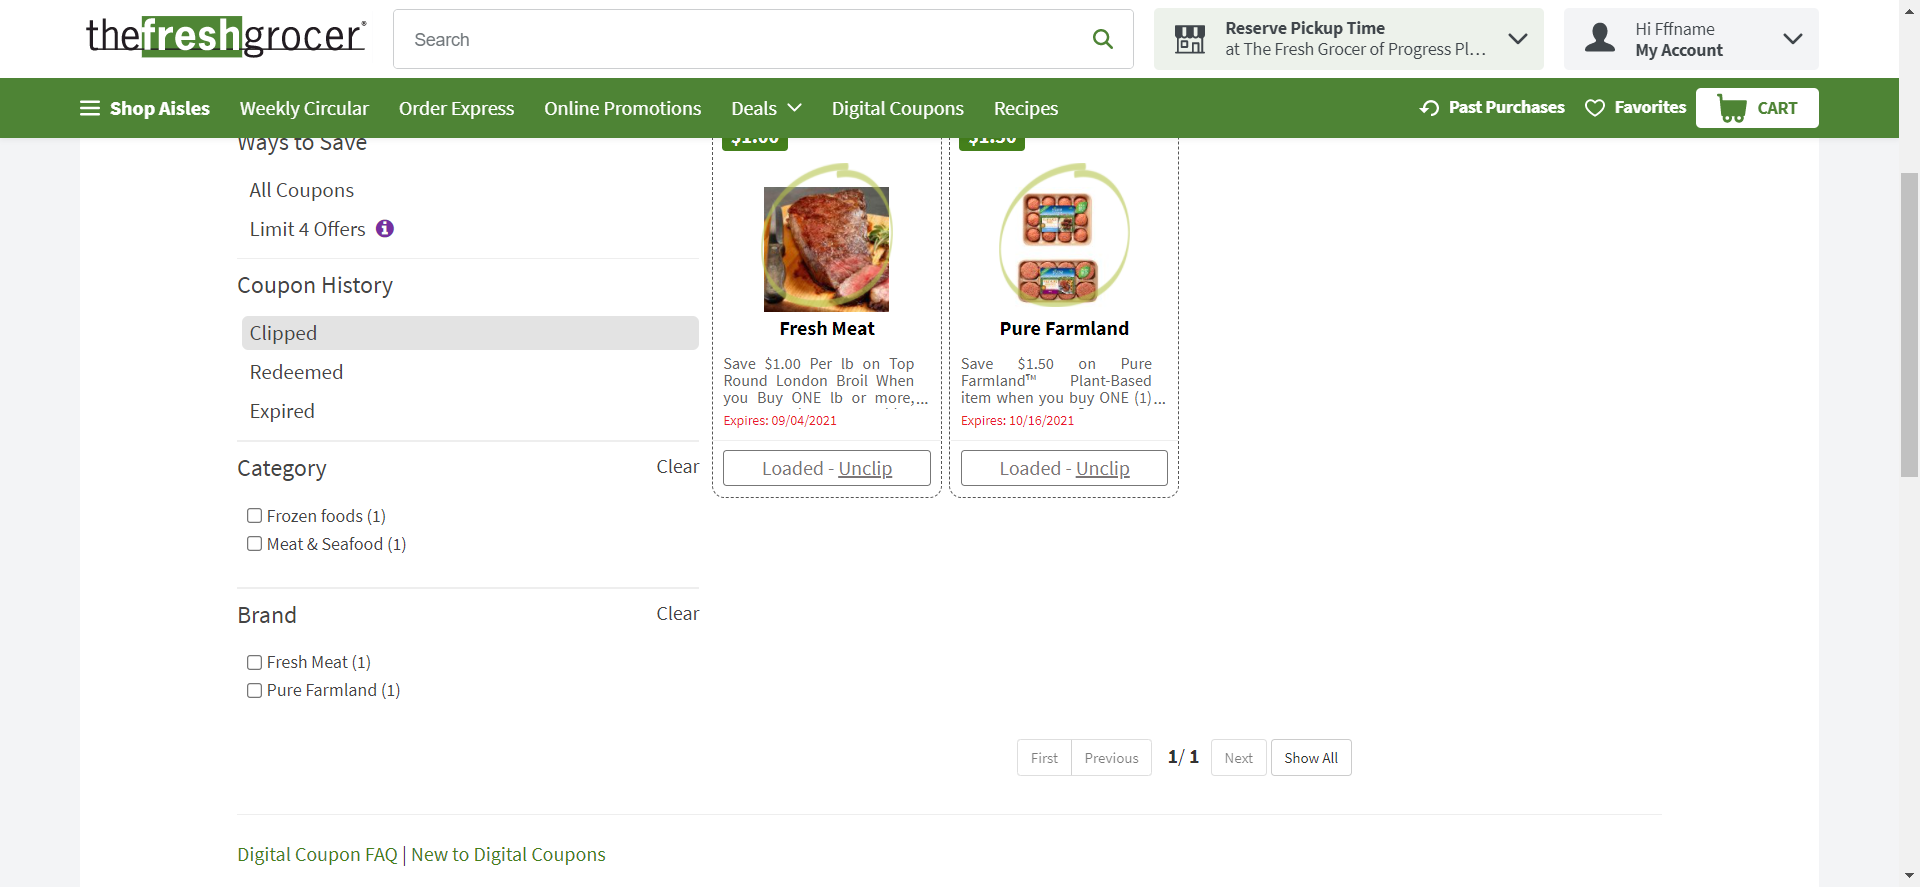 thefreshgrocer®
Search
Reserve Pickup Time
at The Fresh Grocer of Progress Pl...
Hi Fffname
My Account
Shop Aisles
Weekly Circular
Order Express
Online Promotions
Deals
Digital Coupons
Recipes
Past Purchases
Favorites
CART
Ways to Save
All Coupons
Limit 4 Offers
Coupon History
Clipped
Redeemed
Expired
Category
Clear
Frozen foods (1)
Meat & Seafood (1)
Brand
Clear
Fresh Meat (1)
Pure Farmland (1)
$1.00
Fresh Meat
Save $1.00 Per lb on Top
Round London Broil When
you Buy ONE lb or more,...
Expires: 09/04/2021
Loaded - Unclip
$1.50
Pure Farmland
Save $1.50 on Pure
Farmland™ Plant-Based
item when you buy ONE (1)...
Expires: 10/16/2021
Loaded - Unclip
First
Previous
1/ 1
Next
Show All
Digital Coupon FAQ | New to Digital Coupons